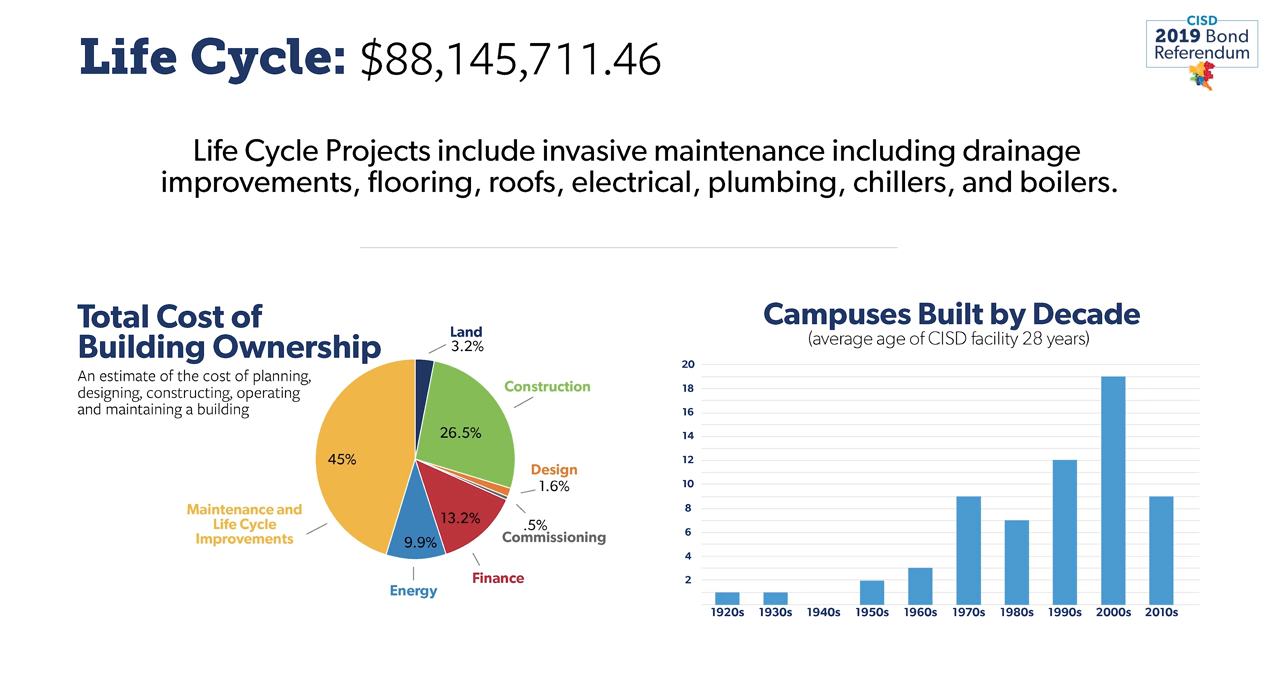 Life Cycle: $88,145,711.46
CISD
2019 Bond
Referendum
Life Cycle Projects include invasive maintenance including drainage
improvements, flooring, roofs, electrical, plumbing, chillers, and boilers.
Total Cost of
Building Ownership
An estimate of the cost of planning,
designing, constructing, operating
and maintaining a building
Land
3.2%
Construction
26.5%
Design
1.6%
.5%
Commissioning
13.2%
Finance
9.9%
Energy
45%
Maintenance and
Life Cycle
Improvements
Campuses Built by Decade
(average age of CISD facility 28 years)
20
18
16
14
12
10
8
6
4
2
1920s 1930s 1940s 1950s 1960s 1970s 1980s 1990s 2000s 2010s